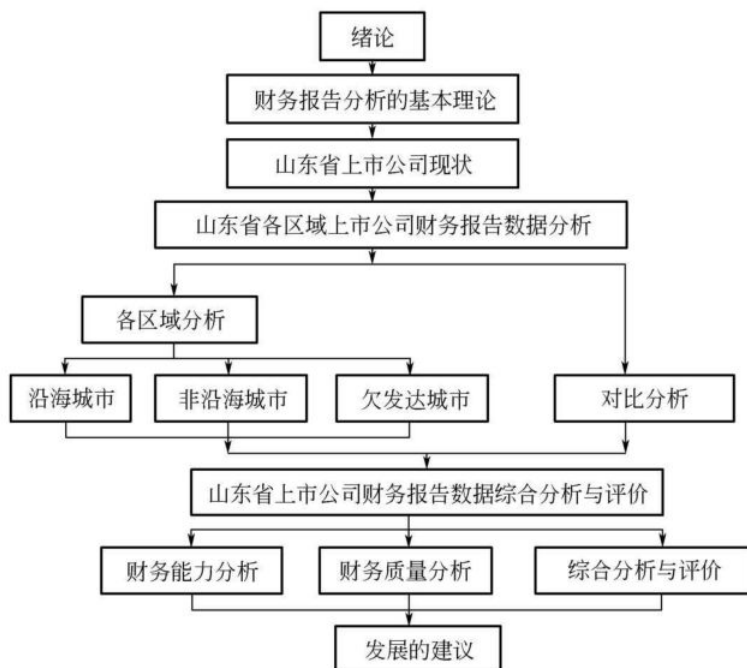 绪论
财务报告分析的基本理论
山东省上市公司现状
山东省各区域上市公司财务报告数据分析
各区域分析
沿海城市
非沿海城市
欠发达城市
对比分析
山东省上市公司财务报告数据综合分析与评价
财务能力分析
财务质量分析
综合分析与评价
发展的建议